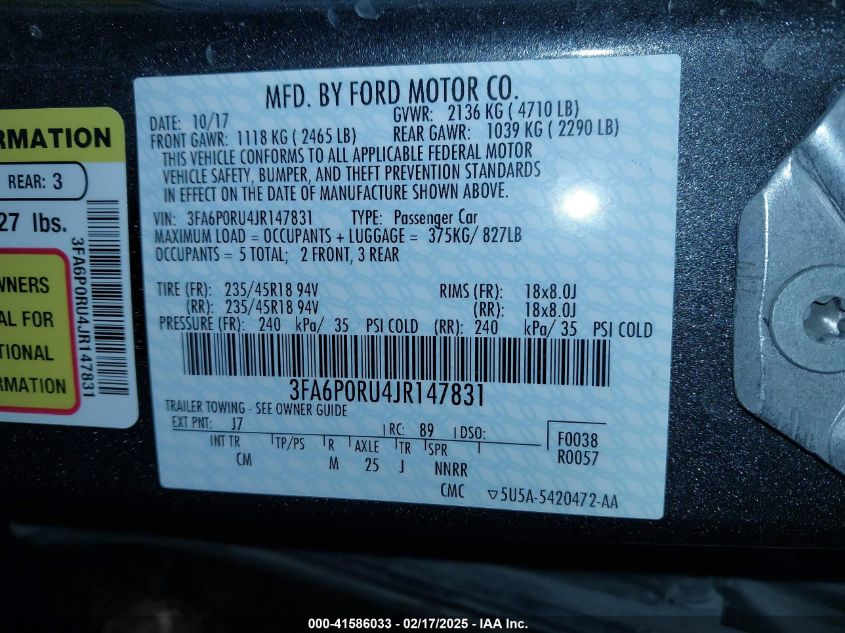 RMATION
REAR: 3
27 lbs.
WNERS
AL FOR
TIONAL
RMATION
3FA6P0RU4JR147831
MFD. BY FORD MOTOR CO.
DATE: 10/17 GVWR: 2136 KG ( 4710 LB)
FRONT GAWR: 1118 KG ( 2465 LB) REAR GAWR: 1039 KG ( 2290 LB)
THIS VEHICLE CONFORMS TO ALL APPLICABLE FEDERAL MOTOR
VEHICLE SAFETY, BUMPER, AND THEFT PREVENTION STANDARDS
IN EFFECT ON THE DATE OF MANUFACTURE SHOWN ABOVE.
VIN: 3FA6P0RU4JR147831 TYPE: Passenger Car
MAXIMUM LOAD = OCCUPANTS + LUGGAGE = 375KG/ 827LB
OCCUPANTS = 5 TOTAL; 2 FRONT, 3 REAR
TIRE (FR): 235/45R18 94V RIMS (FR): 18x8.0J
(RR): 235/45R18 94V (RR): 18x8.0J
PRESSURE (FR): 240 kPa/ 35 PSI COLD (RR): 240 kPa/ 35 PSI COLD
3FA6P0RU4JR147831
TRAILER TOWING - SEE OWNER GUIDE
EXT PNT: J7 RC: 89 DSO: F0038
INT TR TP/PS R AXLE TR SPR R0057
CM M 25 J NNRR
CMC ▽5U5A-5420472-AA
000-41586033 - 02/17/2025 - IAA Inc.